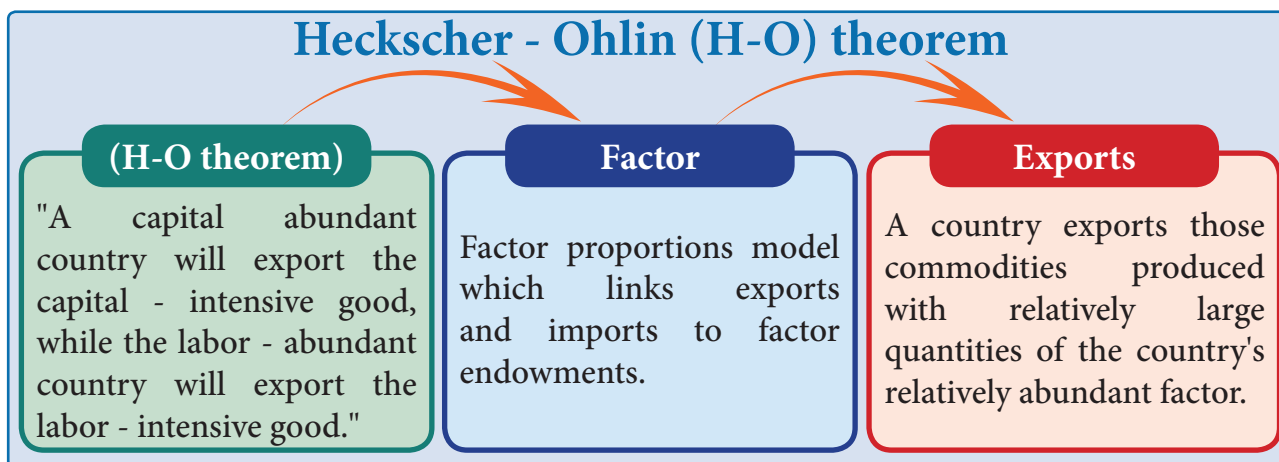 Heckscher - Ohlin (H-O) theorem
(H-O theorem)
"A capital abundant
country will export the
capital - intensive good,
while the labor - abundant
country will export the
labor - intensive good."
Factor
Factor proportions model
which links exports
and imports to factor
endowments.
Exports
A country exports those
commodities produced
with relatively large
quantities of the country's
relatively abundant factor.